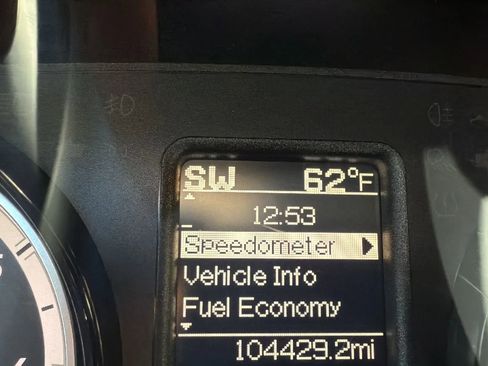 SW 62°F
12:53
Speedometer
Vehicle Info
Fuel Economy
104429.2mi